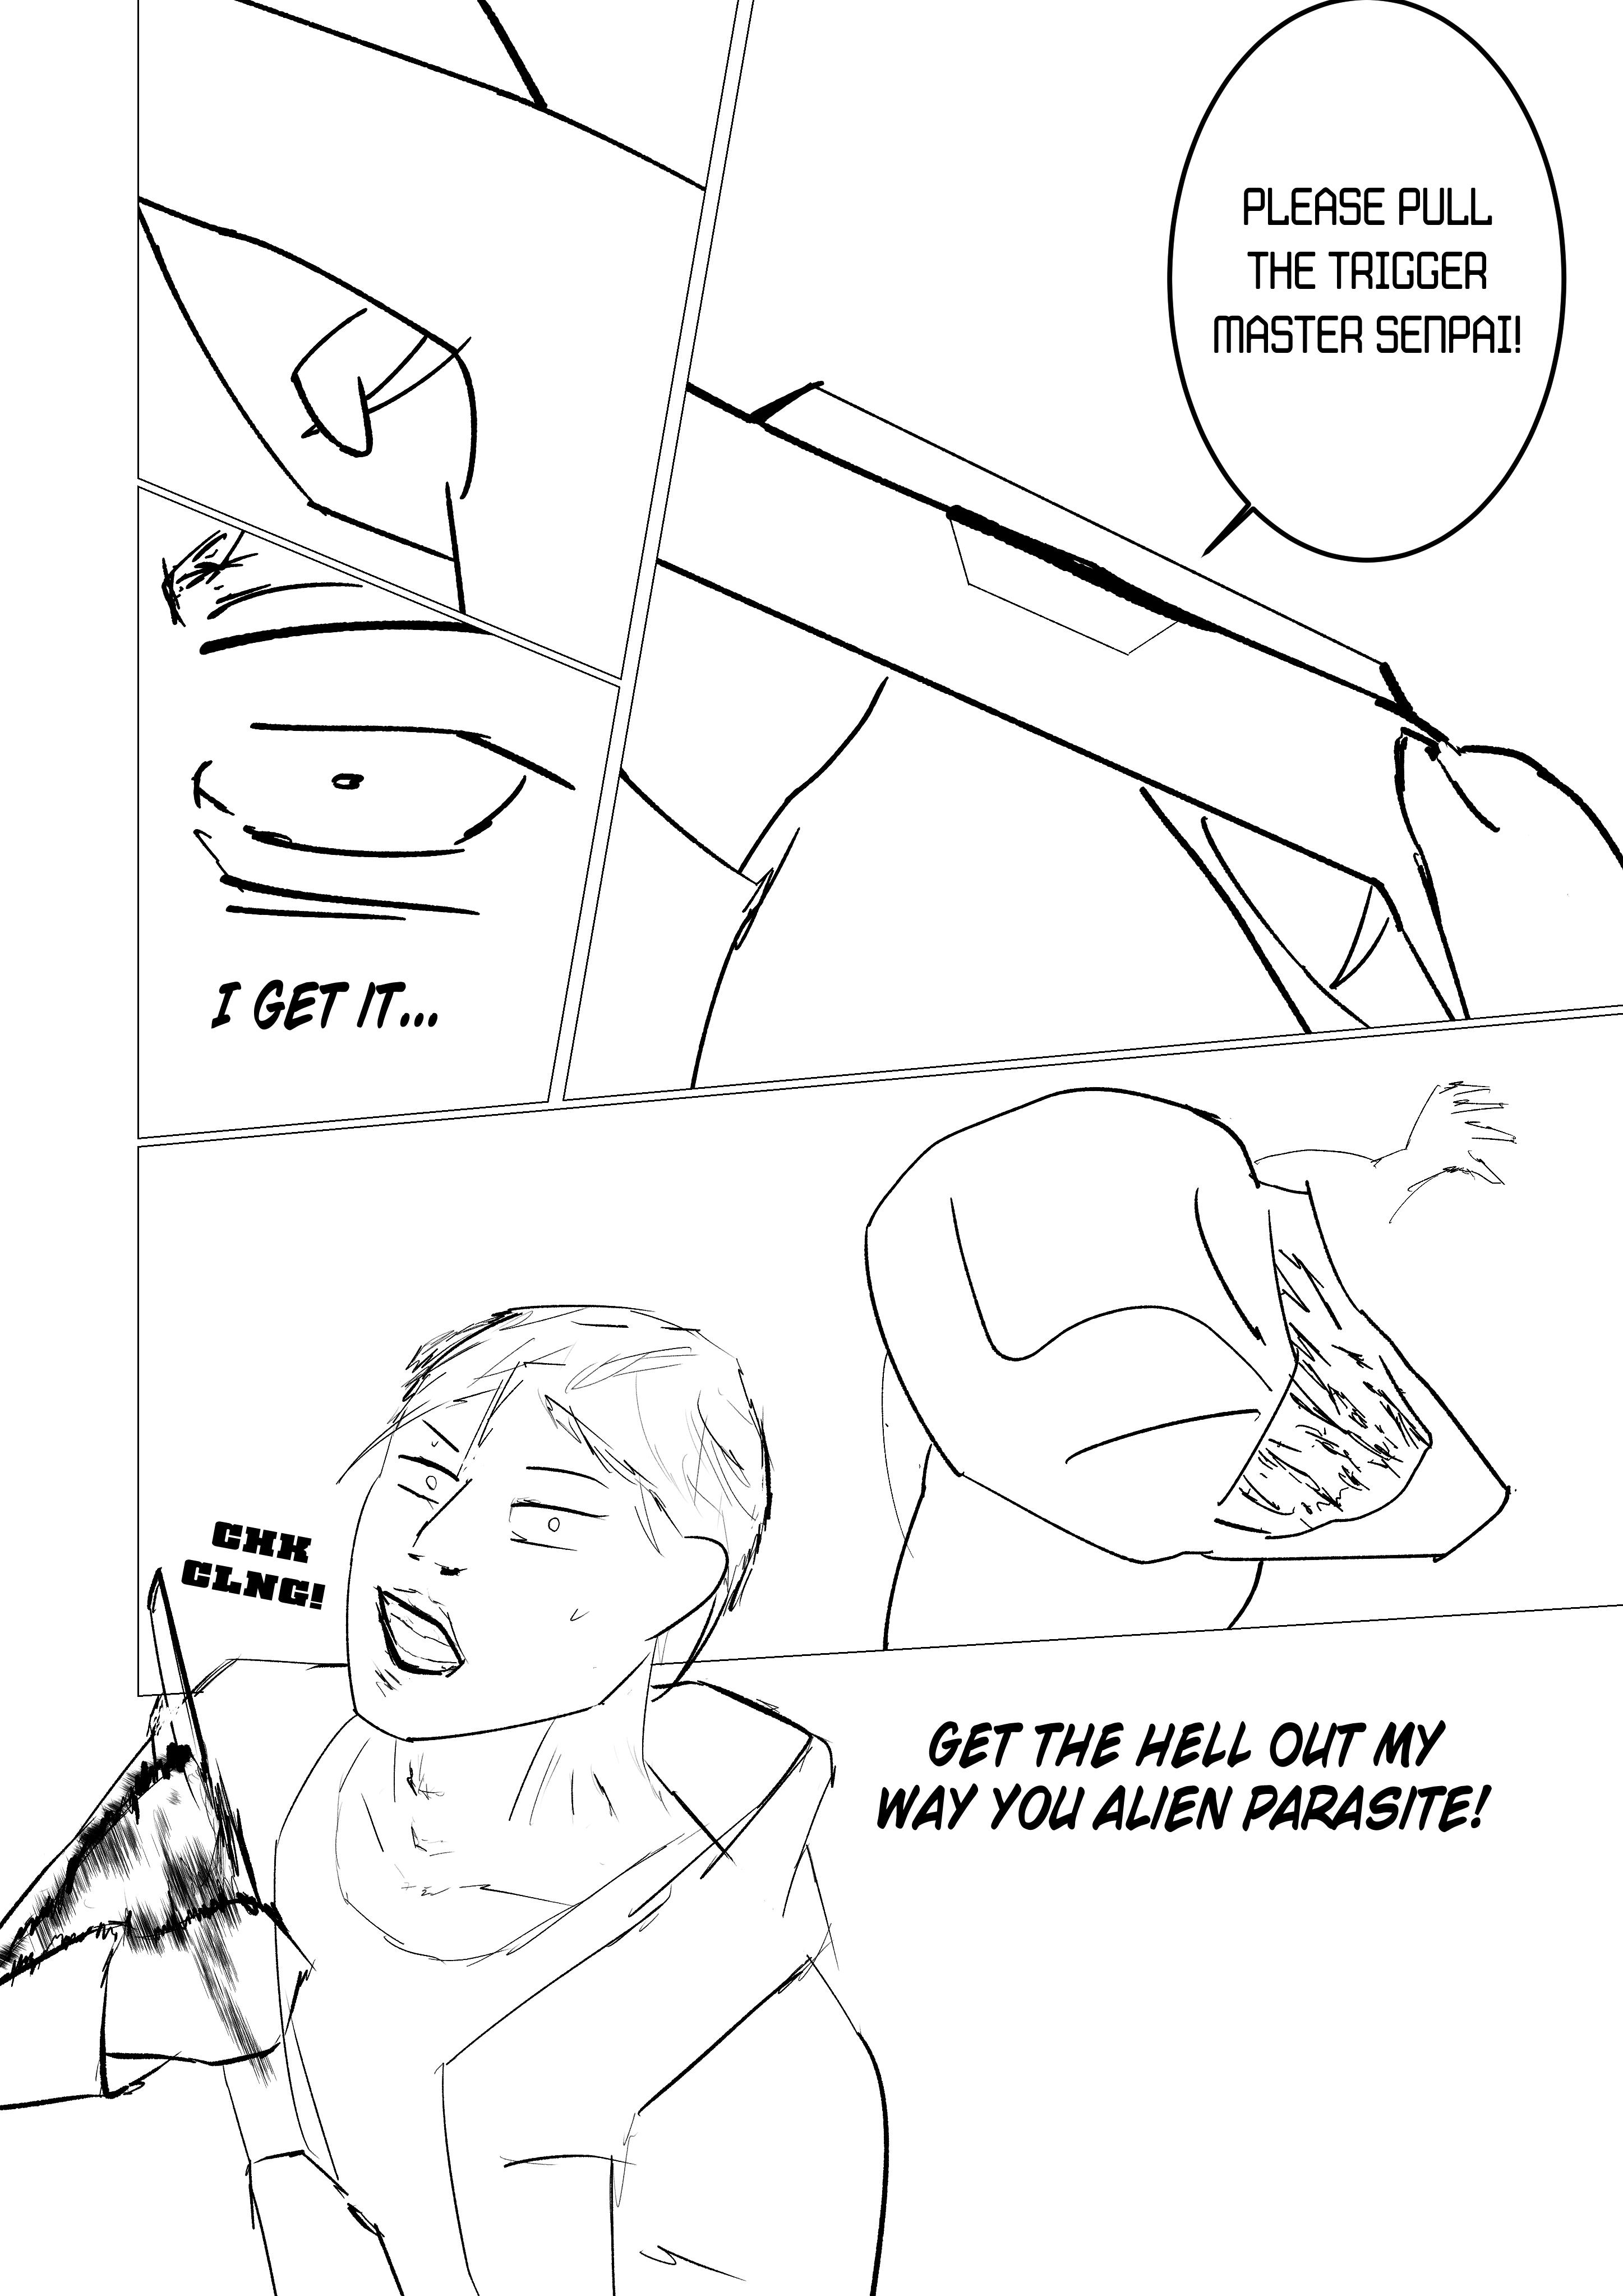 PLEASE PULL
THE TRIGGER
MASTER SENPAI!
I GET IT...
CHK
CLNG!
GET THE HELL OUT MY
WAY YOU ALIEN PARASITE!